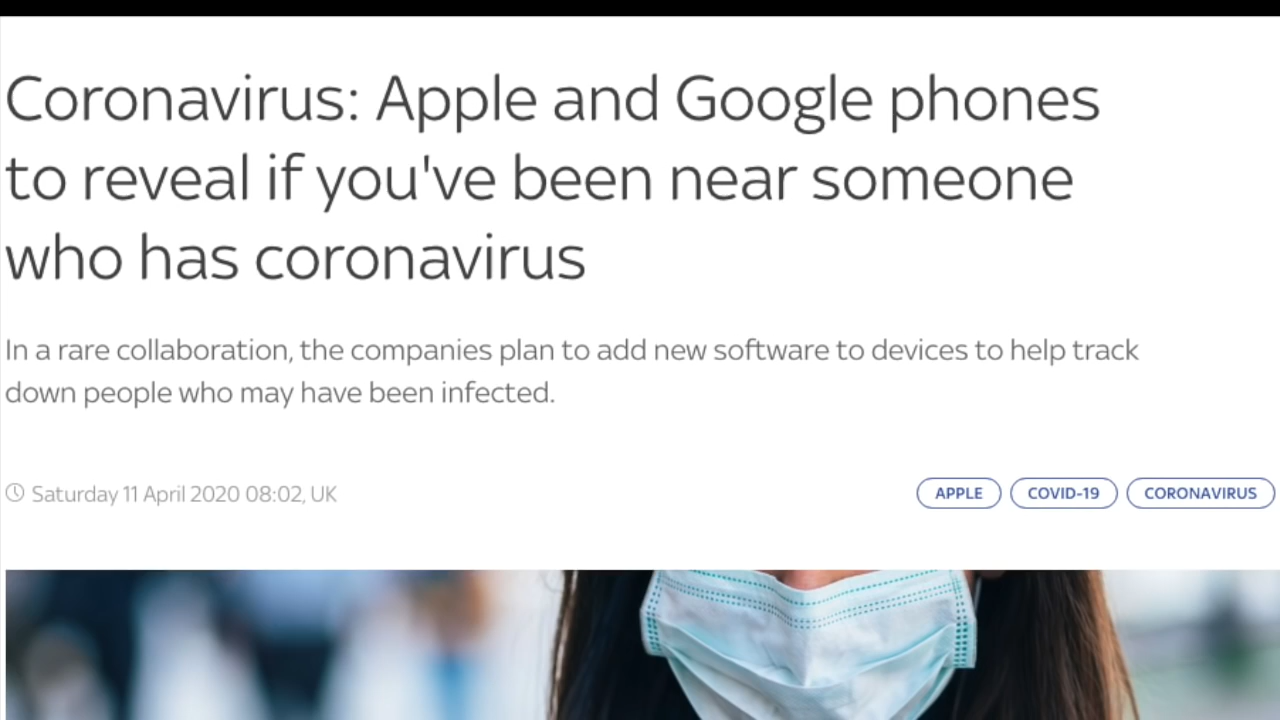 Coronavirus: Apple and Google phones
to reveal if you've been near someone
who has coronavirus
In a rare collaboration, the companies plan to add new software to devices to help track
down people who may have been infected.
Saturday 11 April 2020 08:02, UK
APPLE COVID-19 CORONAVIRUS